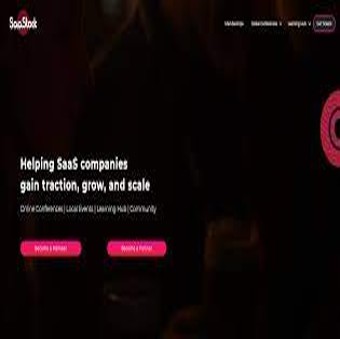 SaaStock
Memberships Global Conferences Learning Hub Get Tickets
Helping SaaS companies
gain traction, grow, and scale
Online Conferences | Local Events | Learning Hub | Community
Become a Member Become a Partner